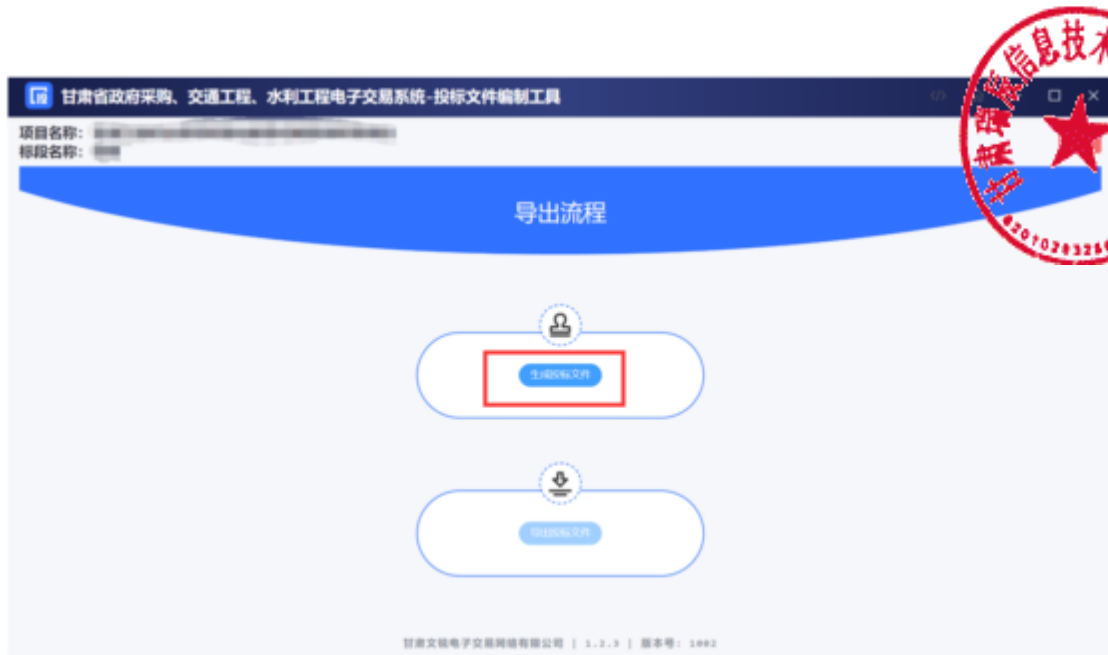 甘肃省政府采购、交通工程、水利工程电子交易系统-投标文件编制工具
项目名称：
标段名称：
导出流程
生成投标文件
导出投标文件
甘肃文锐电子交易网络有限公司 | 1.2.3 | 版本号: 1002
信息技术
甘肃